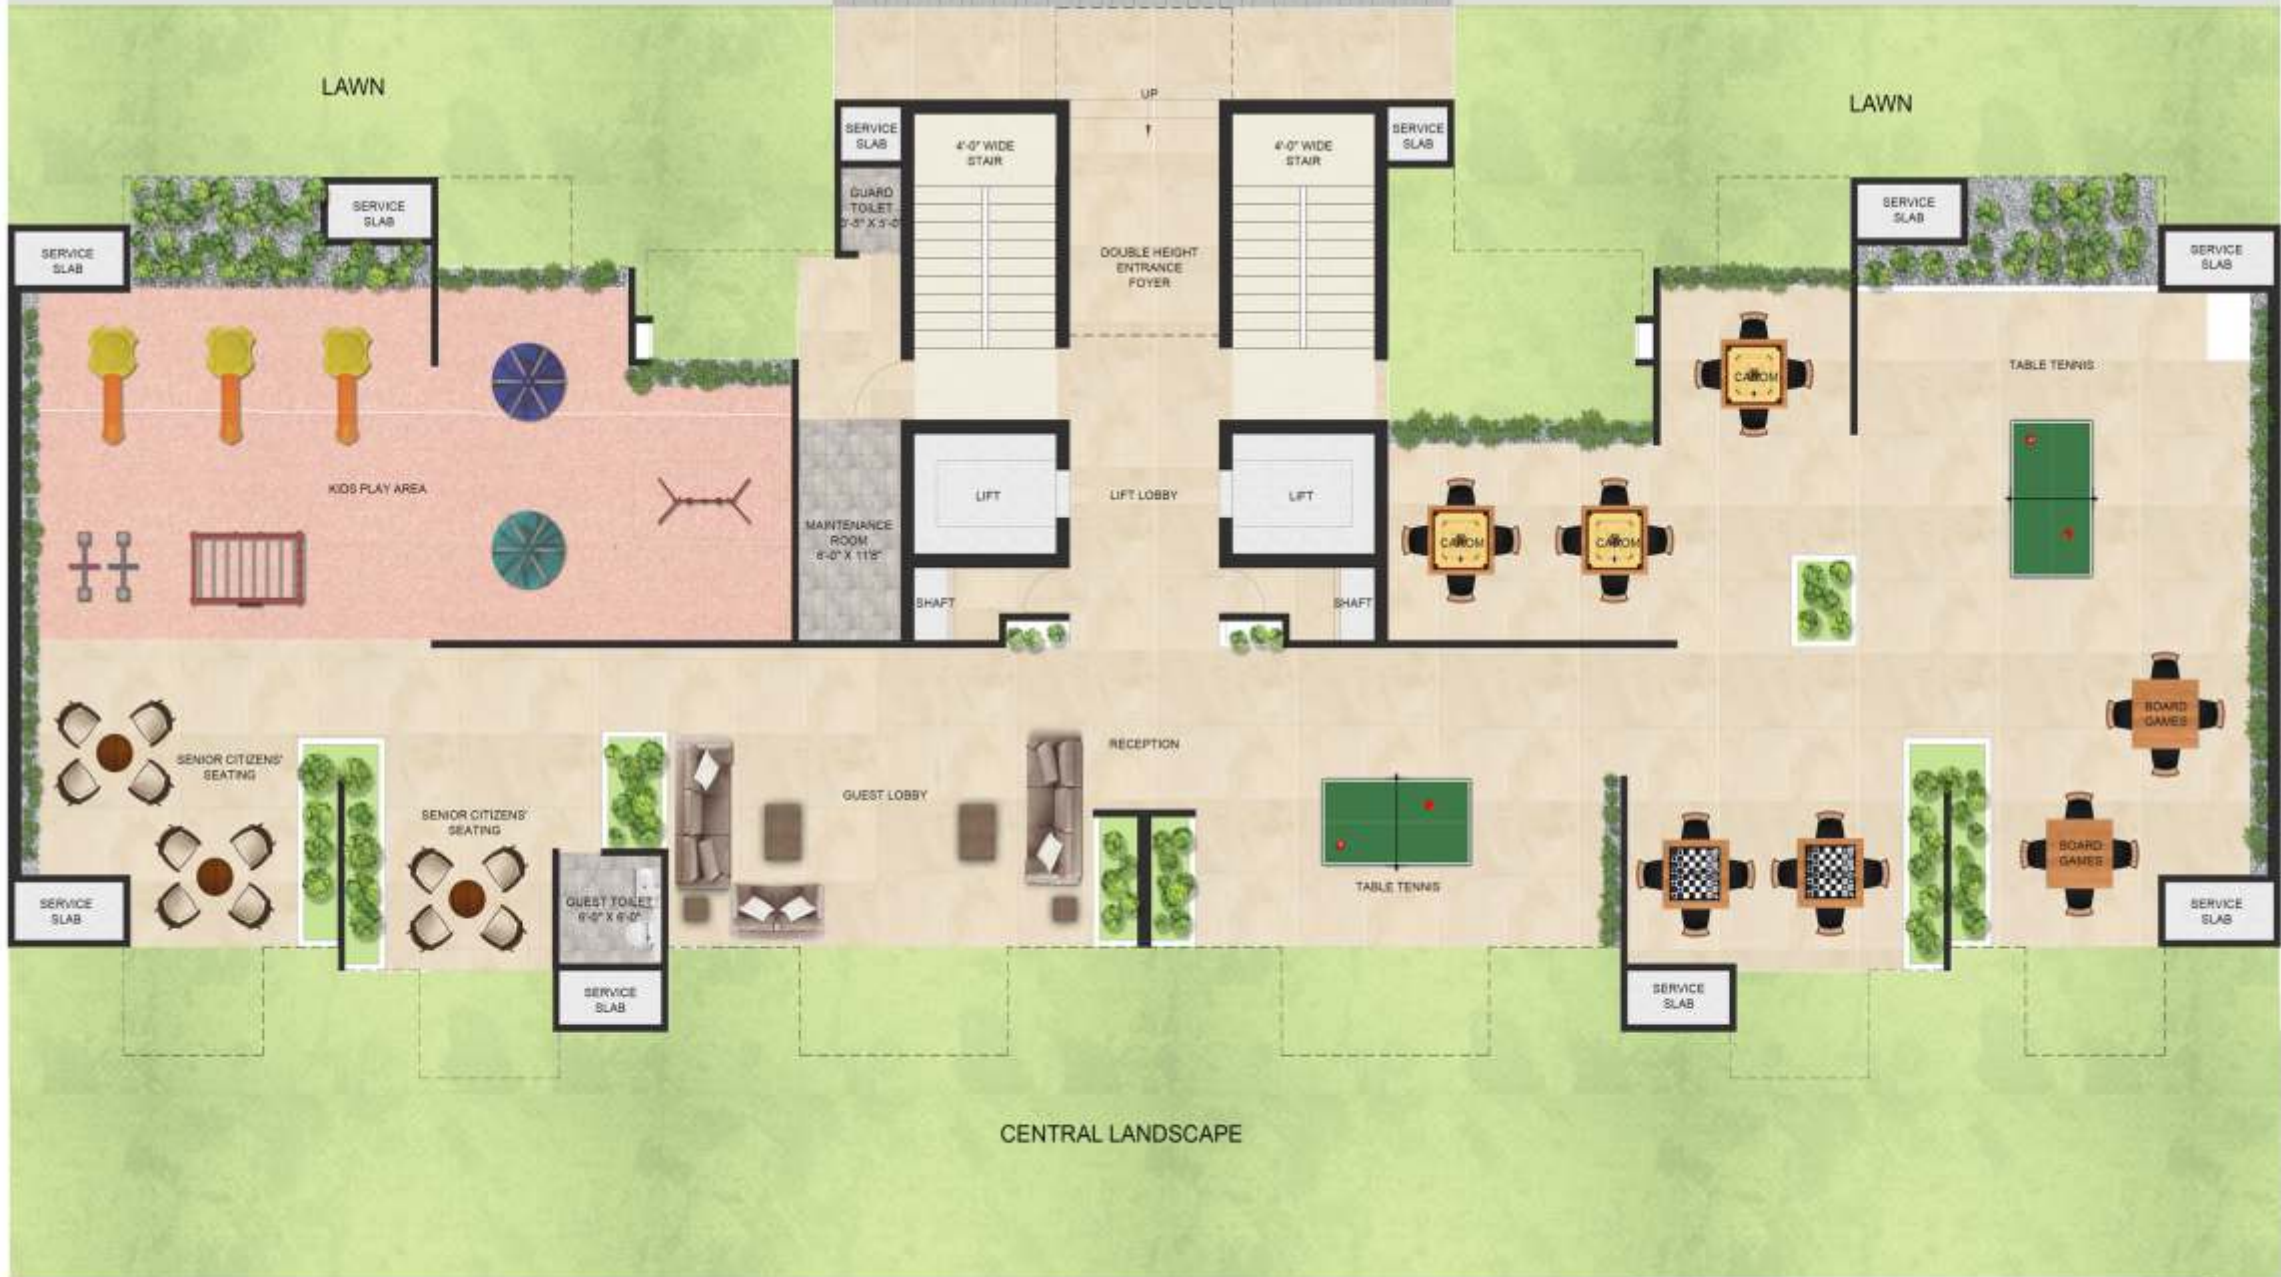 LAWN
LAWN
UP
SERVICE
SLAB
4'-0" WIDE
STAIR
4'-0" WIDE
STAIR
SERVICE
SLAB
SERVICE
SLAB
GUARD
TOILET
X 5'-0"
SERVICE
SLAB
SERVICE
SLAB
DOUBLE HEIGHT
ENTRANCE
FOYER
SERVICE
SLAB
TABLE TENNIS
CAROM
KIDS PLAY AREA
LIFT
LIFT LOBBY
LIFT
MAINTENANCE
ROOM
6'-0" X 11'8"
CAROM
CAROM
SHAFT
SHAFT
BOARD
GAMES
RECEPTION
SENIOR CITIZENS'
SEATING
GUEST LOBBY
SENIOR CITIZENS'
SEATING
BOARD
GAMES
TABLE TENNIS
SERVICE
SLAB
GUEST TOILET
6'-0" X 6'-0"
SERVICE
SLAB
SERVICE
SLAB
SERVICE
SLAB
CENTRAL LANDSCAPE